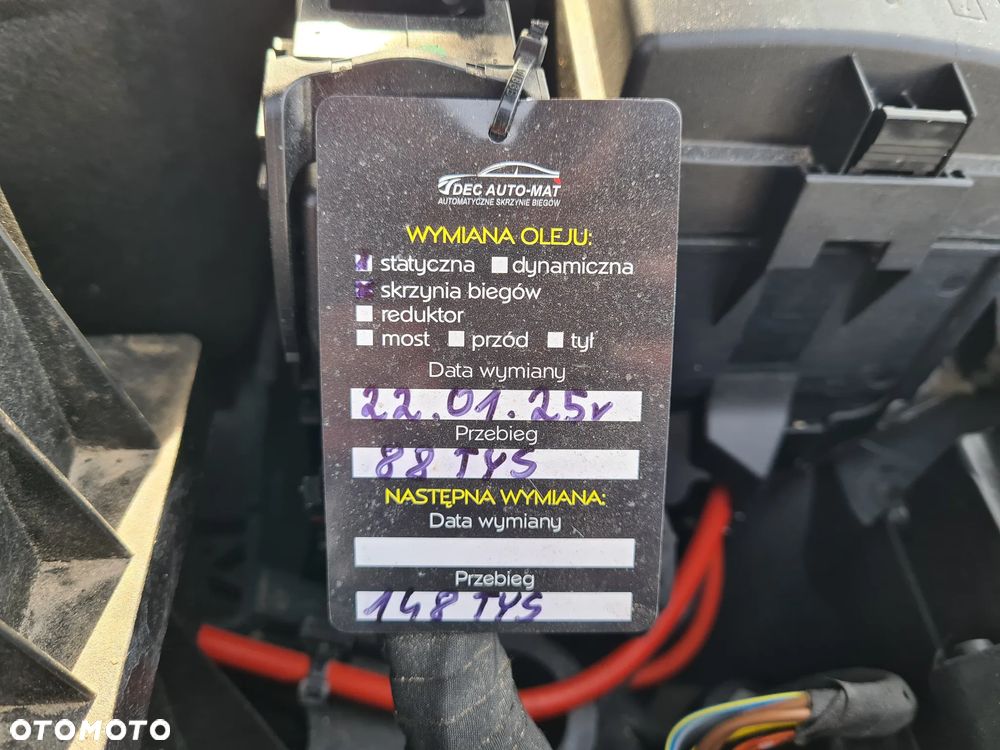 DEC AUTO-MAT
AUTOMATYCZNE SKRZYNIE BIEGÓW
WYMIANA OLEJU:
statyczna dynamiczna
skrzynia biegów
reduktor
most przód tył
Data wymiany
22.01.25r
Przebieg
88 TYS
NASTĘPNA WYMIANA:
Data wymiany
Przebieg
148 TYS
OTOMOTO